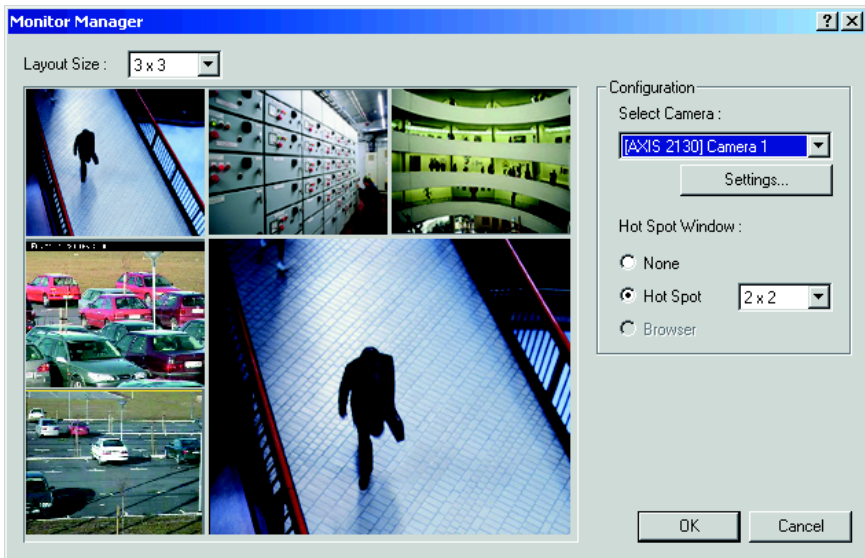 Monitor Manager
Layout Size : 3 x 3
Configuration
Select Camera :
[AXIS 2130] Camera 1
Settings...
Hot Spot Window :
None
Hot Spot 2 x 2
Browser
OK Cancel